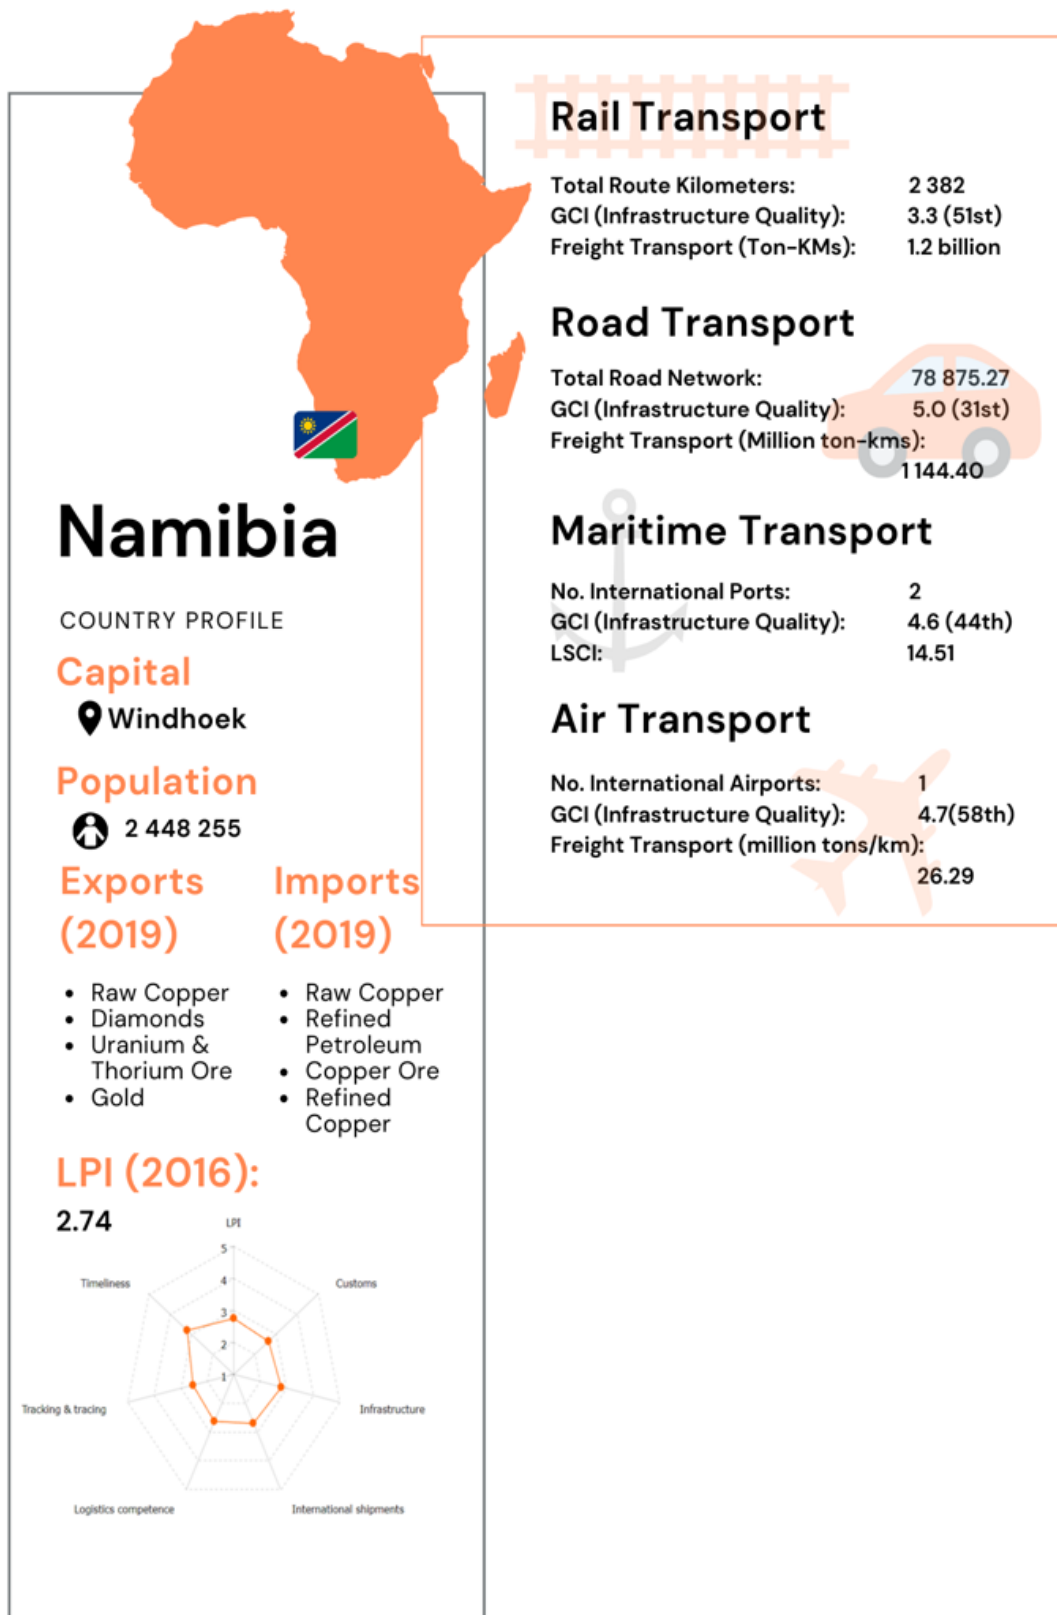 Namibia
COUNTRY PROFILE
Capital
Windhoek
Population
2 448 255
Exports
(2019)
• Raw Copper
• Diamonds
• Uranium &
Thorium Ore
• Gold
Imports
(2019)
• Raw Copper
• Refined
Petroleum
• Copper Ore
• Refined
Copper
LPI (2016):
2.74
LPI
5
4
3
2
1
Customs
Infrastructure
International shipments
Logistics competence
Tracking & tracing
Timeliness
Rail Transport
Total Route Kilometers: 2 382
GCI (Infrastructure Quality): 3.3 (51st)
Freight Transport (Ton-KMs): 1.2 billion
Road Transport
Total Road Network: 78 875.27
GCI (Infrastructure Quality): 5.0 (31st)
Freight Transport (Million ton-kms):
1 144.40
Maritime Transport
No. International Ports: 2
GCI (Infrastructure Quality): 4.6 (44th)
LSCI: 14.51
Air Transport
No. International Airports: 1
GCI (Infrastructure Quality): 4.7(58th)
Freight Transport (million tons/km):
26.29